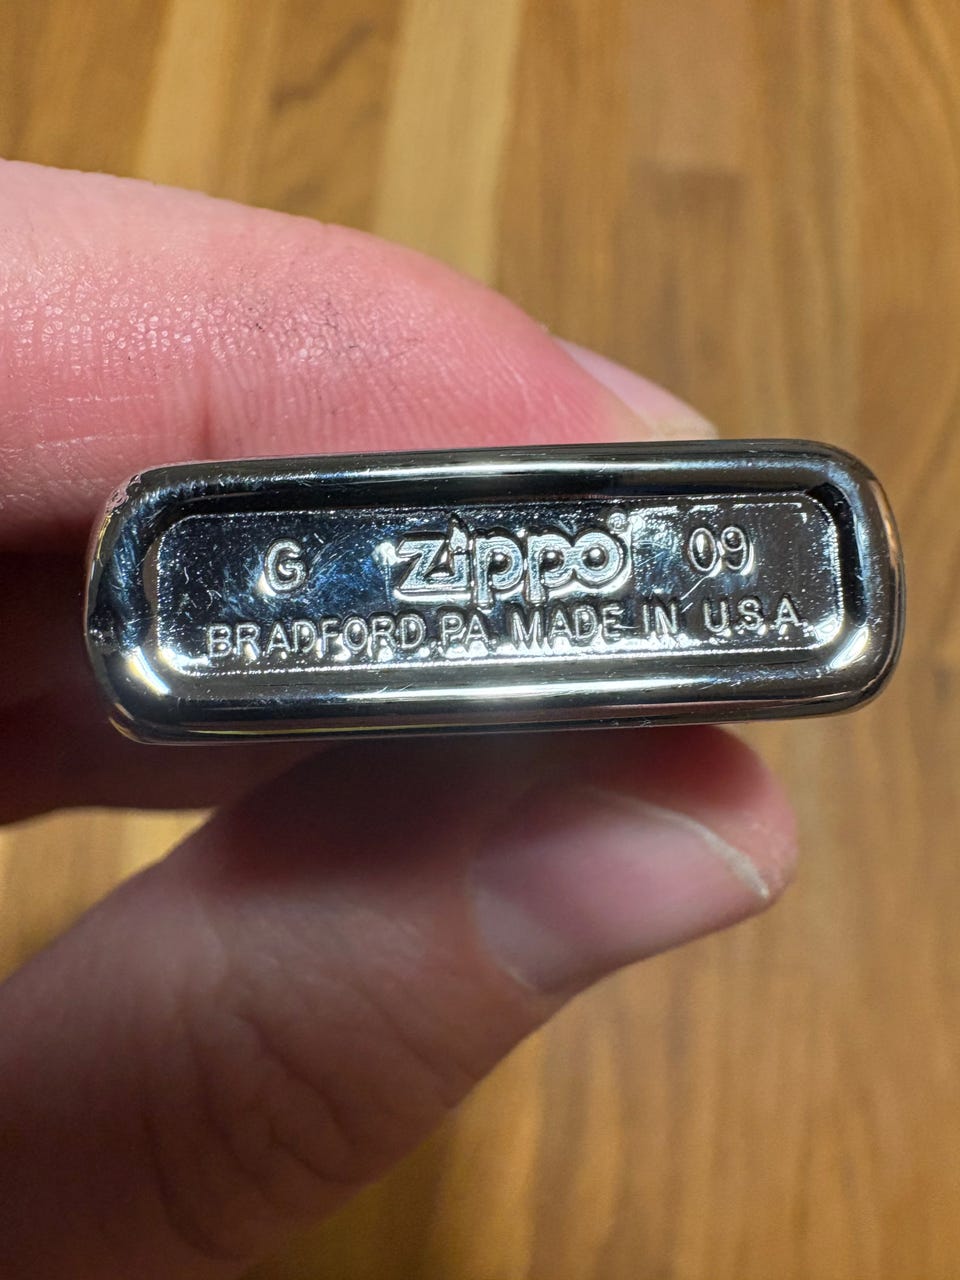 G zippo® 09
BRADFORD, PA. MADE IN U.S.A.